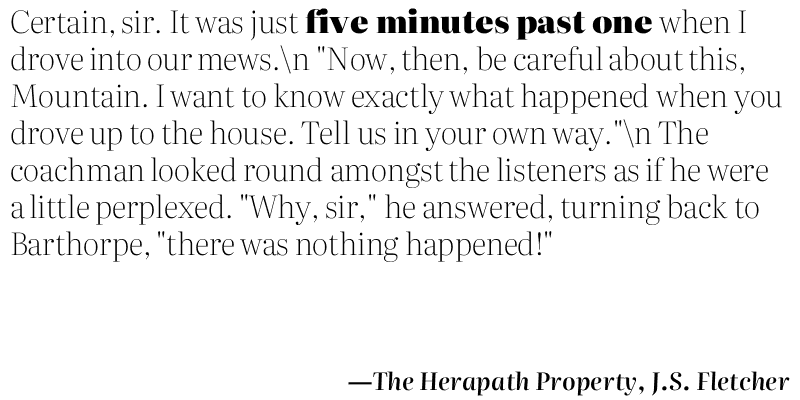 Certain, sir. It was just five minutes past one when I
drove into our mews.\n "Now, then, be careful about this,
Mountain. I want to know exactly what happened when you
drove up to the house. Tell us in your own way."\n The
coachman looked round amongst the listeners as if he were
a little perplexed. "Why, sir," he answered, turning back to
Barthorpe, "there was nothing happened!"
—The Herapath Property, J.S. Fletcher